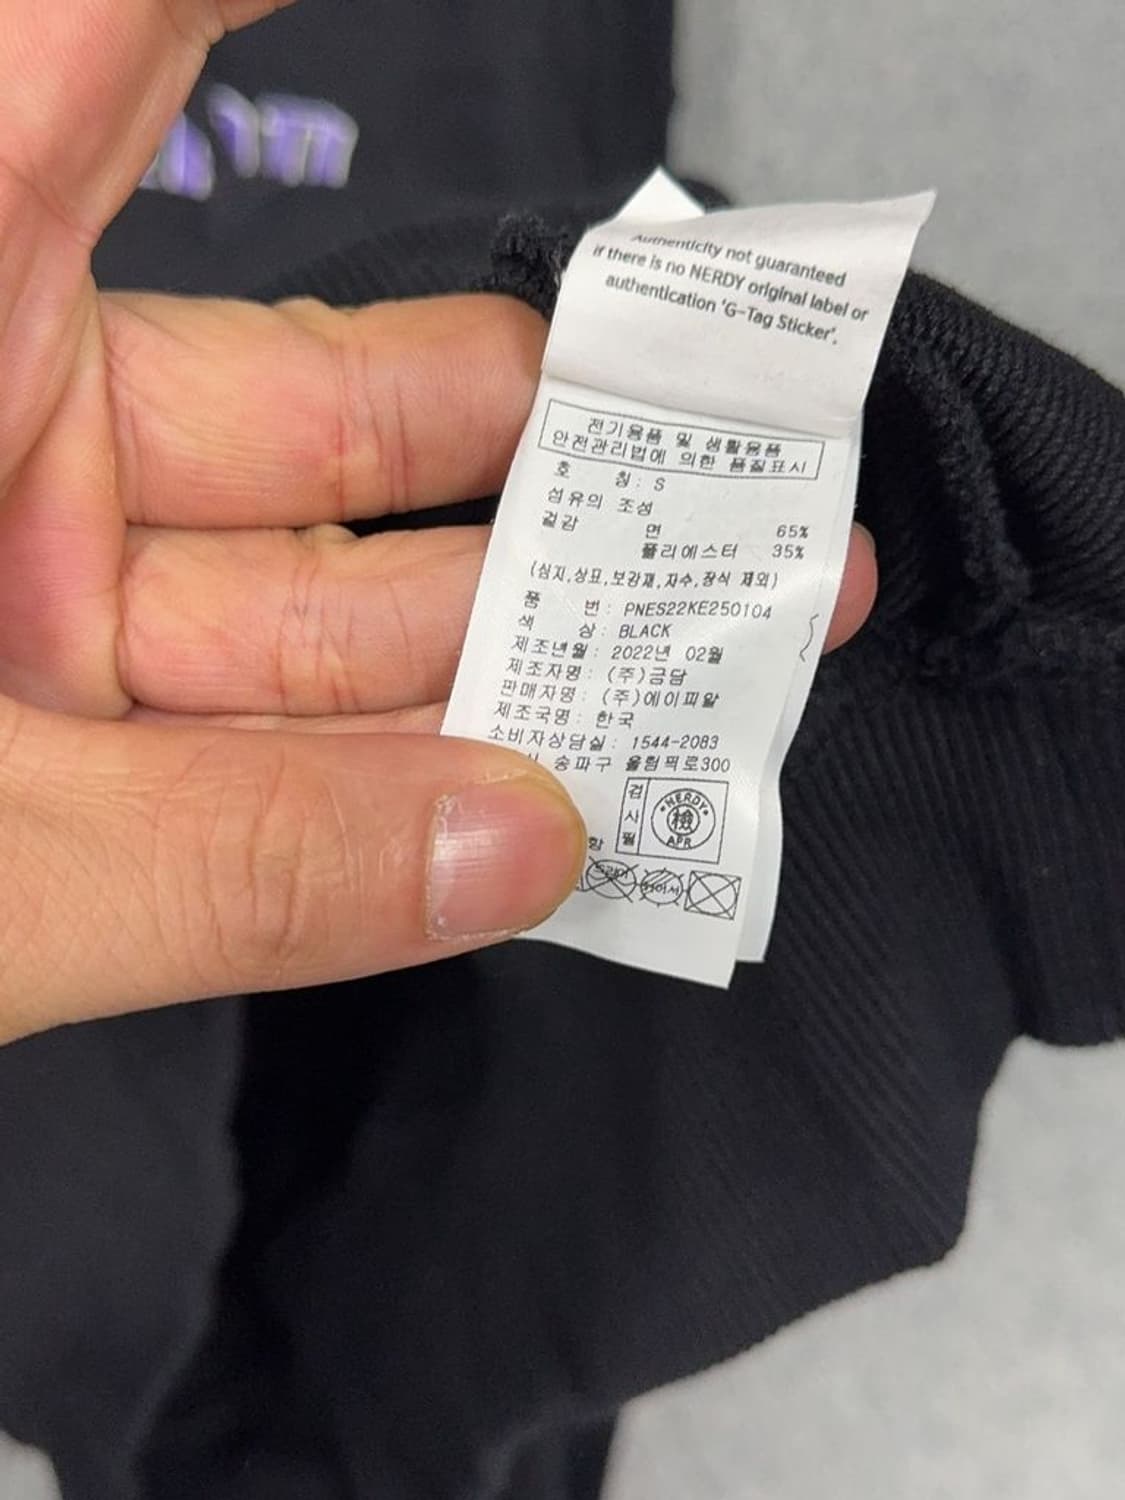 Authenticity not guaranteed
if there is no NERDY original label or
authentication 'G-Tag Sticker'.
전기용품 및 생활용품
안전관리법에 의한 품질표시
호 칭: S
섬유의 조성
겉감 면 65%
폴리에스터 35%
(심지,상표,보강재,자수,장식 제외)
품 번: PNES22KE250104
색 상: BLACK
제조년월: 2022년 02월
제조자명: (주)금담
판매자명: (주)에이피알
제조국명: 한국
소비자상담실: 1544-2083
송파구 올림픽로300
검사필
NERDY
檢
APR
함
드라이